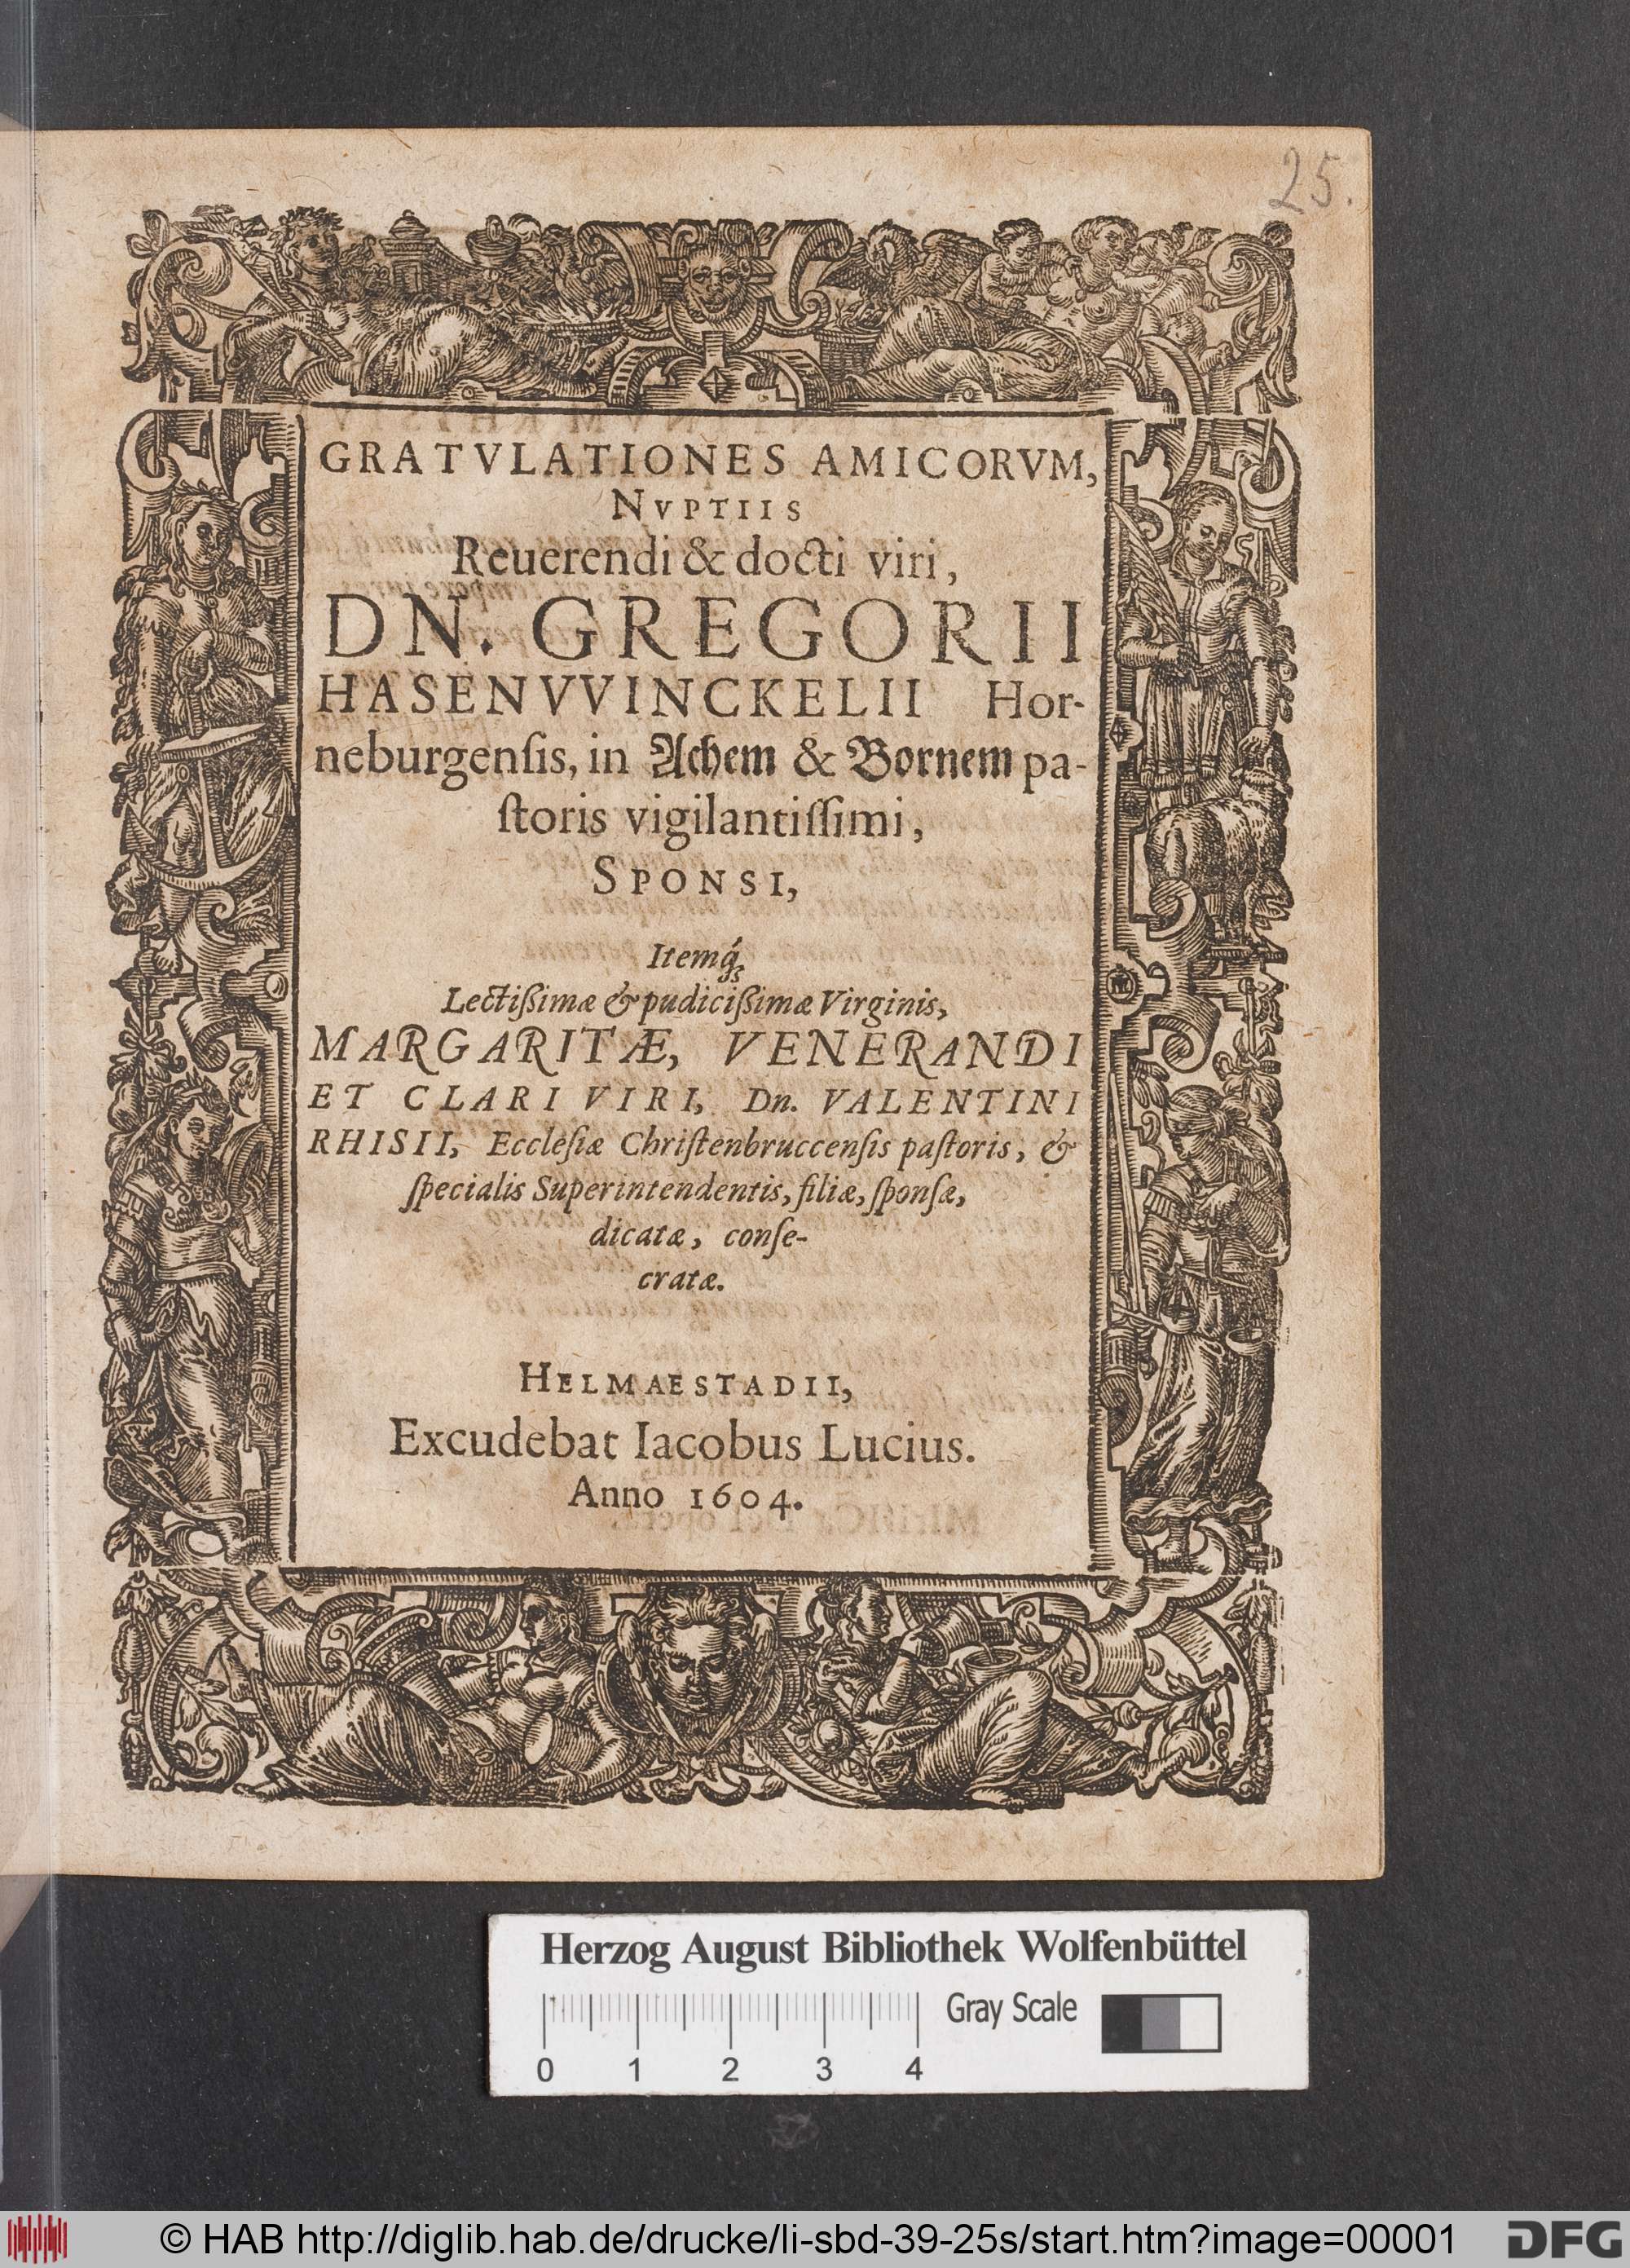 25.
GRATVLATIONES AMICORVM,
NVPTIIS
Reuerendi & docti viri,
DN. GREGORII
HASENVVINCKELII Hor-
neburgenſis, in Achem & Bornem pa-
ſtoris vigilantiſſimi,
SPONSI,
Itemq́ꝫ
Lectißimæ & pudicißimæ Virginis,
MARGARITÆ, VENERANDI
ET CLARI VIRI, Dn. VALENTINI
RHISII, Eccleſiæ Chriſtenbruccenſis paſtoris, &
ſpecialis Superintendentis, filiæ, ſponſæ,
dicatæ, conſe-
cratæ.
HELMAESTADII,
Excudebat Iacobus Lucius.
Anno 1604.
Herzog August Bibliothek Wolfenbüttel
Gray Scale
0 1 2 3 4
© HAB http://diglib.hab.de/drucke/li-sbd-39-25s/start.htm?image=00001
DFG